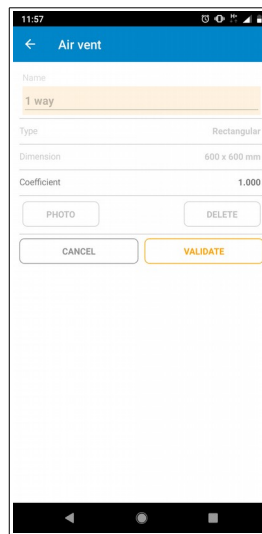 11:57
H+
Air vent
Name
1 way
Type Rectangular
Dimension 600 x 600 mm
Coefficient 1.000
PHOTO DELETE
CANCEL VALIDATE